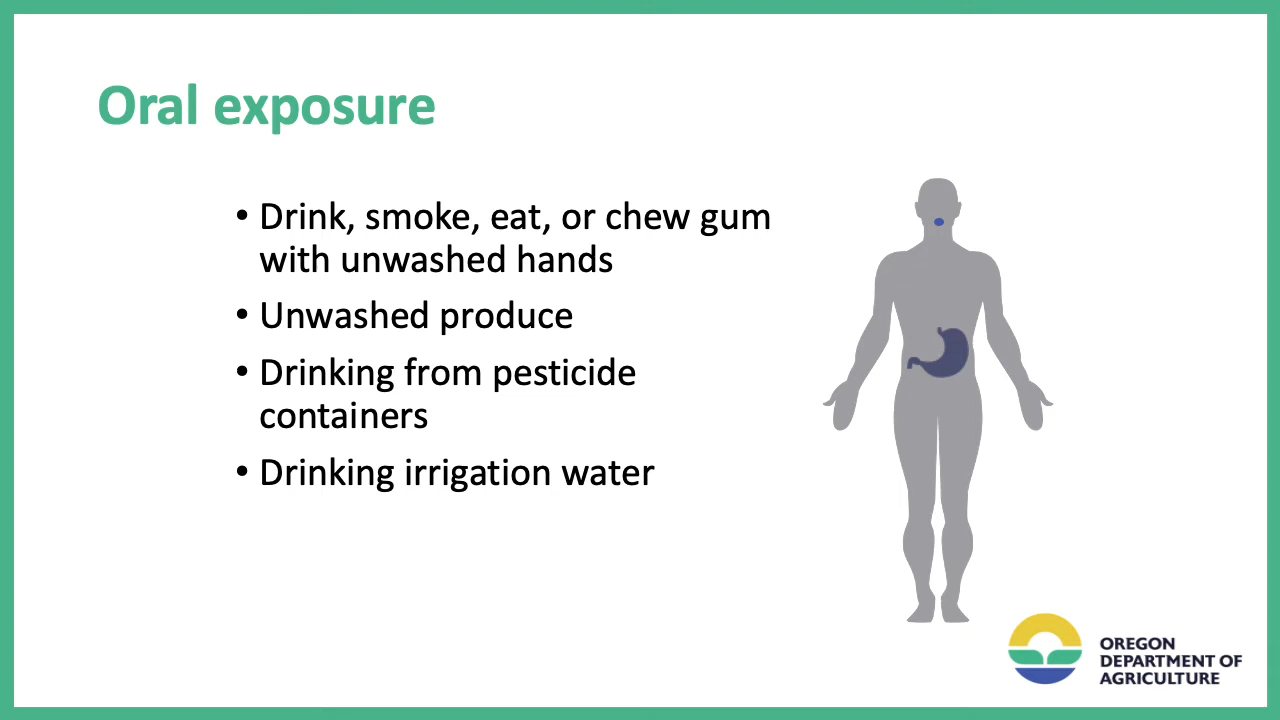 Oral exposure
• Drink, smoke, eat, or chew gum
with unwashed hands
• Unwashed produce
• Drinking from pesticide
containers
• Drinking irrigation water
OREGON
DEPARTMENT OF
AGRICULTURE